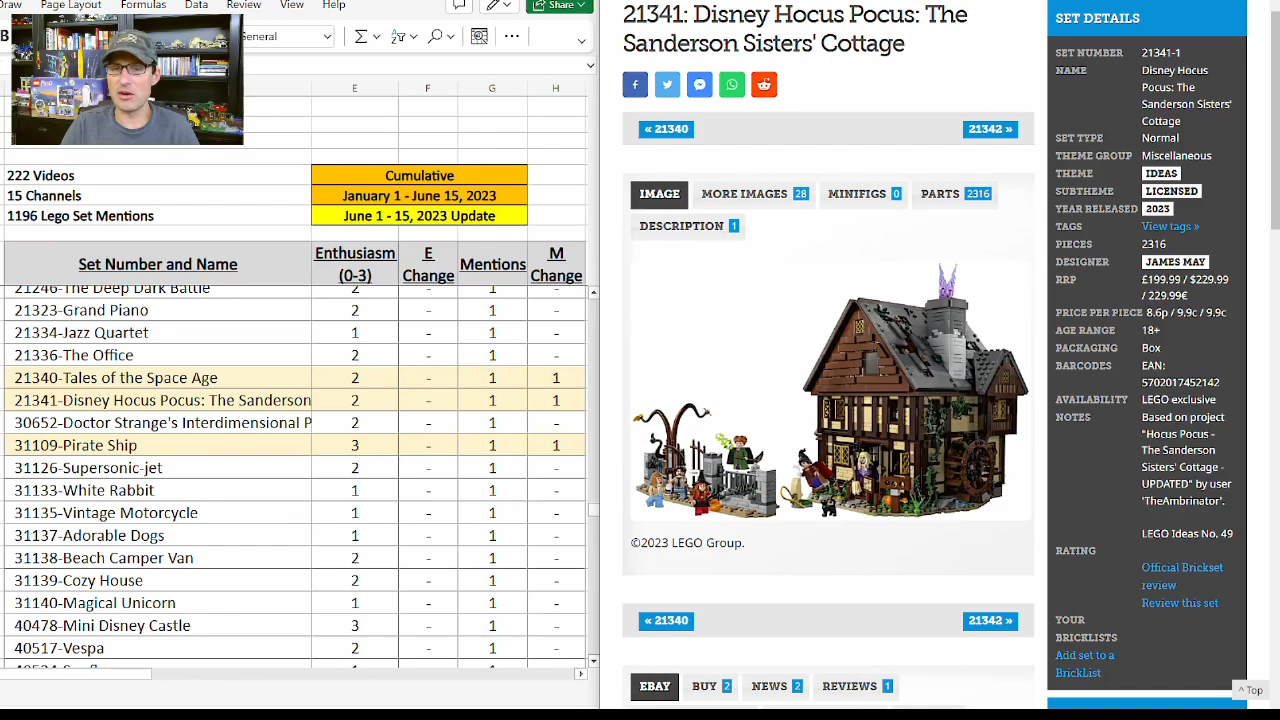 Page Layout Formulas Data Review View Help
Share
B
General
E F G H
222 Videos Cumulative
15 Channels January 1 - June 15, 2023
1196 Lego Set Mentions June 1 - 15, 2023 Update
Set Number and Name Enthusiasm (0-3) E Change Mentions M Change
21246-The Deep Dark Battle 2 - 1 -
21323-Grand Piano 2 - 1 -
21334-Jazz Quartet 1 - 1 -
21336-The Office 2 - 1 -
21340-Tales of the Space Age 2 - 1 1
21341-Disney Hocus Pocus: The Sanderson 2 - 1 1
30652-Doctor Strange's Interdimensional P 2 - 1 -
31109-Pirate Ship 3 - 1 1
31126-Supersonic-jet 2 - 1 -
31133-White Rabbit 1 - 1 -
31135-Vintage Motorcycle 1 - 1 -
31137-Adorable Dogs 1 - 1 -
31138-Beach Camper Van 2 - 1 -
31139-Cozy House 2 - 1 -
31140-Magical Unicorn 1 - 1 -
40478-Mini Disney Castle 3 - 1 -
40517-Vespa 2 - 1 -
21341: Disney Hocus Pocus: The
Sanderson Sisters' Cottage
« 21340 21342 »
IMAGE MORE IMAGES 28 MINIFIGS 0 PARTS 2316
DESCRIPTION 1
©2023 LEGO Group.
« 21340 21342 »
EBAY BUY 2 NEWS 2 REVIEWS 1
SET DETAILS
SET NUMBER 21341-1
NAME Disney Hocus
Pocus: The
Sanderson Sisters'
Cottage
SET TYPE Normal
THEME GROUP Miscellaneous
THEME IDEAS
SUBTHEME LICENSED
YEAR RELEASED 2023
TAGS View tags »
PIECES 2316
DESIGNER JAMES MAY
RRP £199.99 / $229.99
/ 229.99€
PRICE PER PIECE 8.6p / 9.9c / 9.9c
AGE RANGE 18+
PACKAGING Box
BARCODES EAN:
5702017452142
AVAILABILITY LEGO exclusive
NOTES Based on project
"Hocus Pocus -
The Sanderson
Sisters' Cottage -
UPDATED" by user
'TheAmbrinator'.
LEGO Ideas No. 49
RATING
Official Brickset
review
Review this set
YOUR
BRICKLISTS
Add set to a
BrickList
^ Top